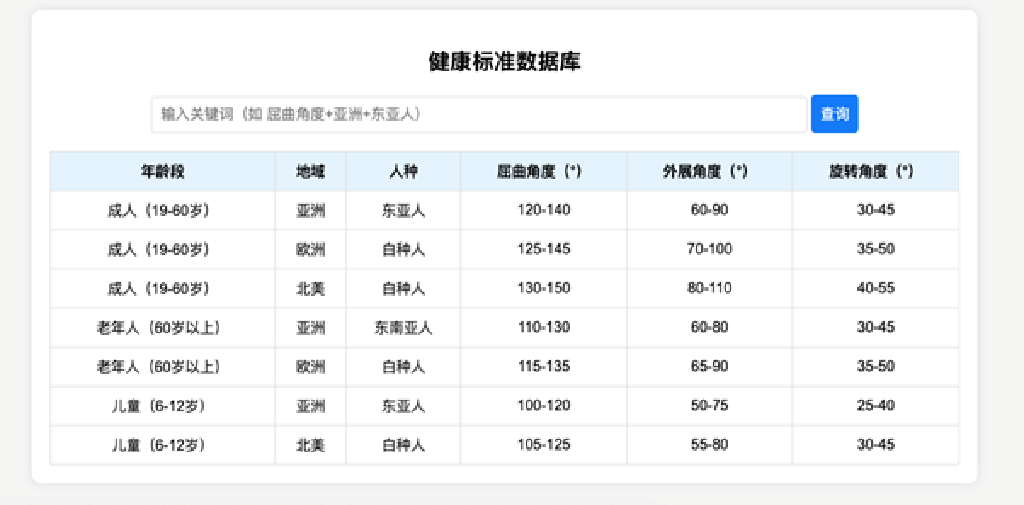 健康标准数据库
输入关键词（如 屈曲角度+亚洲+东亚人） 查询
年龄段 地域 人种 屈曲角度（°） 外展角度（°） 旋转角度（°）
成人（19-60岁） 亚洲 东亚人 120-140 60-90 30-45
成人（19-60岁） 欧洲 白种人 125-145 70-100 35-50
成人（19-60岁） 北美 白种人 130-150 80-110 40-55
老年人（60岁以上） 亚洲 东南亚人 110-130 60-80 30-45
老年人（60岁以上） 欧洲 白种人 115-135 65-90 35-50
儿童（6-12岁） 亚洲 东亚人 100-120 50-75 25-40
儿童（6-12岁） 北美 白种人 105-125 55-80 30-45